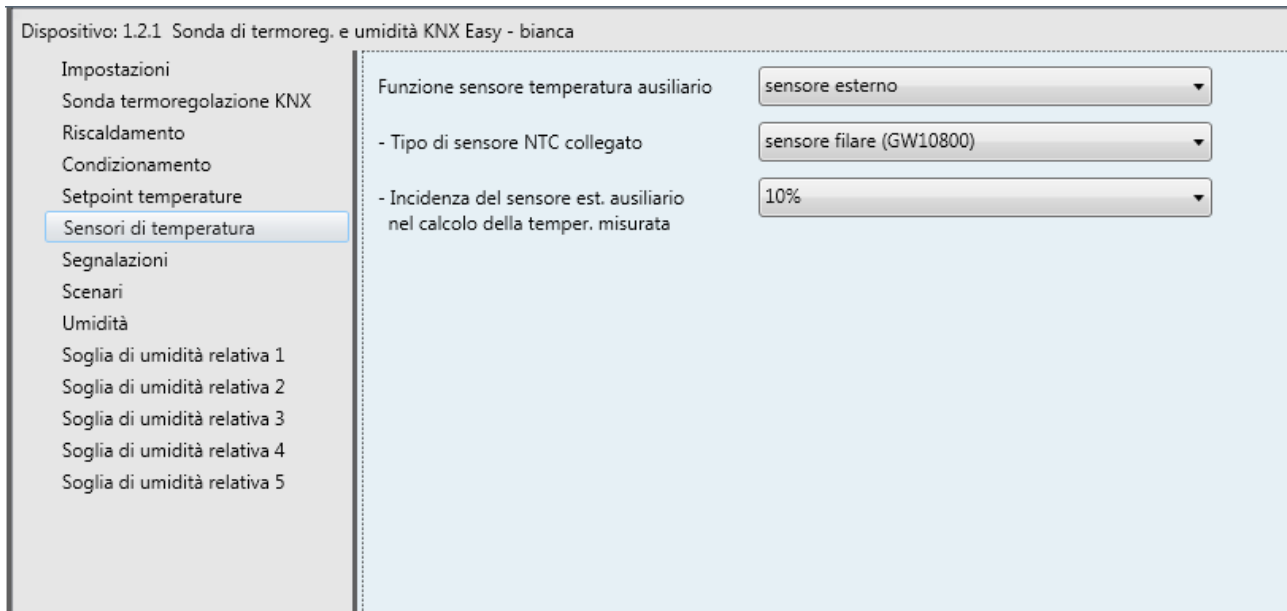 Dispositivo: 1.2.1 Sonda di termoreg. e umidità KNX Easy - bianca
Impostazioni
Sonda termoregolazione KNX
Riscaldamento
Condizionamento
Setpoint temperature
Sensori di temperatura
Segnalazioni
Scenari
Umidità
Soglia di umidità relativa 1
Soglia di umidità relativa 2
Soglia di umidità relativa 3
Soglia di umidità relativa 4
Soglia di umidità relativa 5
Funzione sensore temperatura ausiliario
sensore esterno
- Tipo di sensore NTC collegato
sensore filare (GW10800)
- Incidenza del sensore est. ausiliario
nel calcolo della temper. misurata
10%